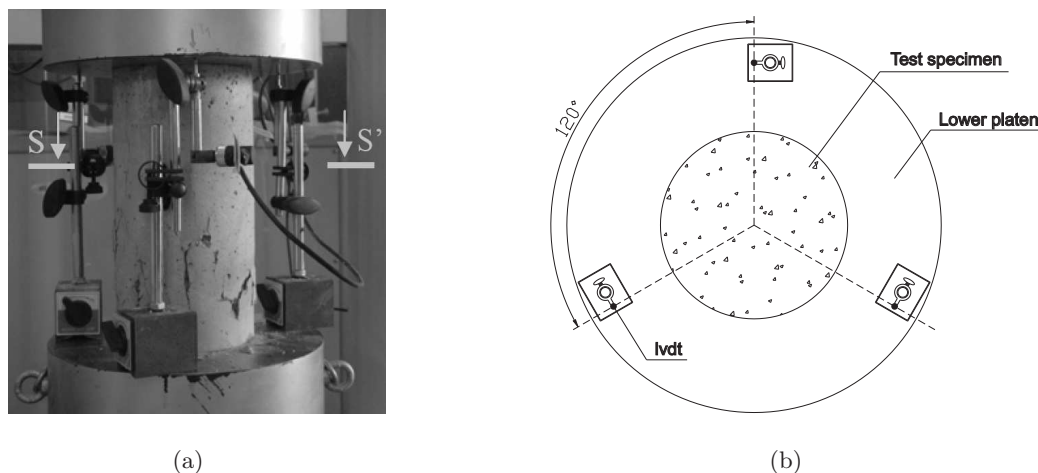 S S'
120°
Test specimen
Lower platen
lvdt
(a)
(b)